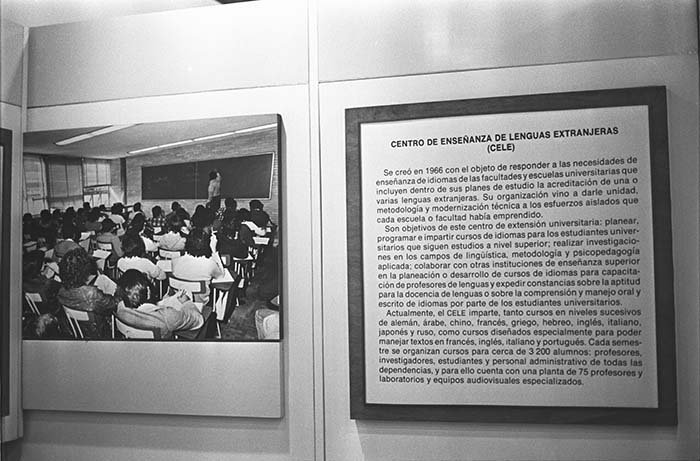 CENTRO DE ENSEÑANZA DE LENGUAS EXTRANJERAS
(CELE)
Se creó en 1966 con el objeto de responder a las necesidades de
enseñanza de idiomas de las facultades y escuelas universitarias que
incluyen dentro de sus planes de estudio la acreditación de una o
varias lenguas extranjeras. Su organización vino a darle unidad,
metodología y modernización técnica a los esfuerzos aislados que
cada escuela o facultad había emprendido.
Son objetivos de este centro de extensión universitaria: planear,
programar e impartir cursos de idiomas para los estudiantes univer-
sitarios que siguen estudios a nivel superior; realizar investigacio-
nes en los campos de lingüística, metodología y psicopedagogía
aplicada; colaborar con otras instituciones de enseñanza superior
en la planeación o desarrollo de cursos de idiomas para capacita-
ción de profesores de lenguas y expedir constancias sobre la aptitud
para la docencia de lenguas o sobre la comprensión y manejo oral y
escrito de idiomas por parte de los estudiantes universitarios.
Actualmente, el CELE imparte, tanto cursos en niveles sucesivos
de alemán, árabe, chino, francés, griego, hebreo, inglés, italiano,
japonés y ruso, como cursos diseñados especialmente para poder
manejar textos en francés, inglés, italiano y portugués. Cada semes-
tre se organizan cursos para cerca de 3 200 alumnos: profesores,
investigadores, estudiantes y personal administrativo de todas las
dependencias, y para ello cuenta con una planta de 75 profesores y
laboratorios y equipos audiovisuales especializados.